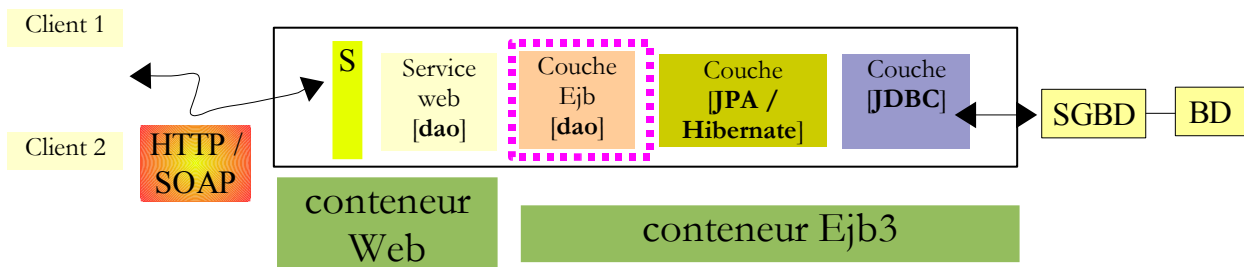 Client 1
Client 2
HTTP /
SOAP
S
Service
web
[dao]
Couche
Ejb
[dao]
Couche
[JPA /
Hibernate]
Couche
[JDBC]
SGBD
BD
conteneur
Web
conteneur Ejb3